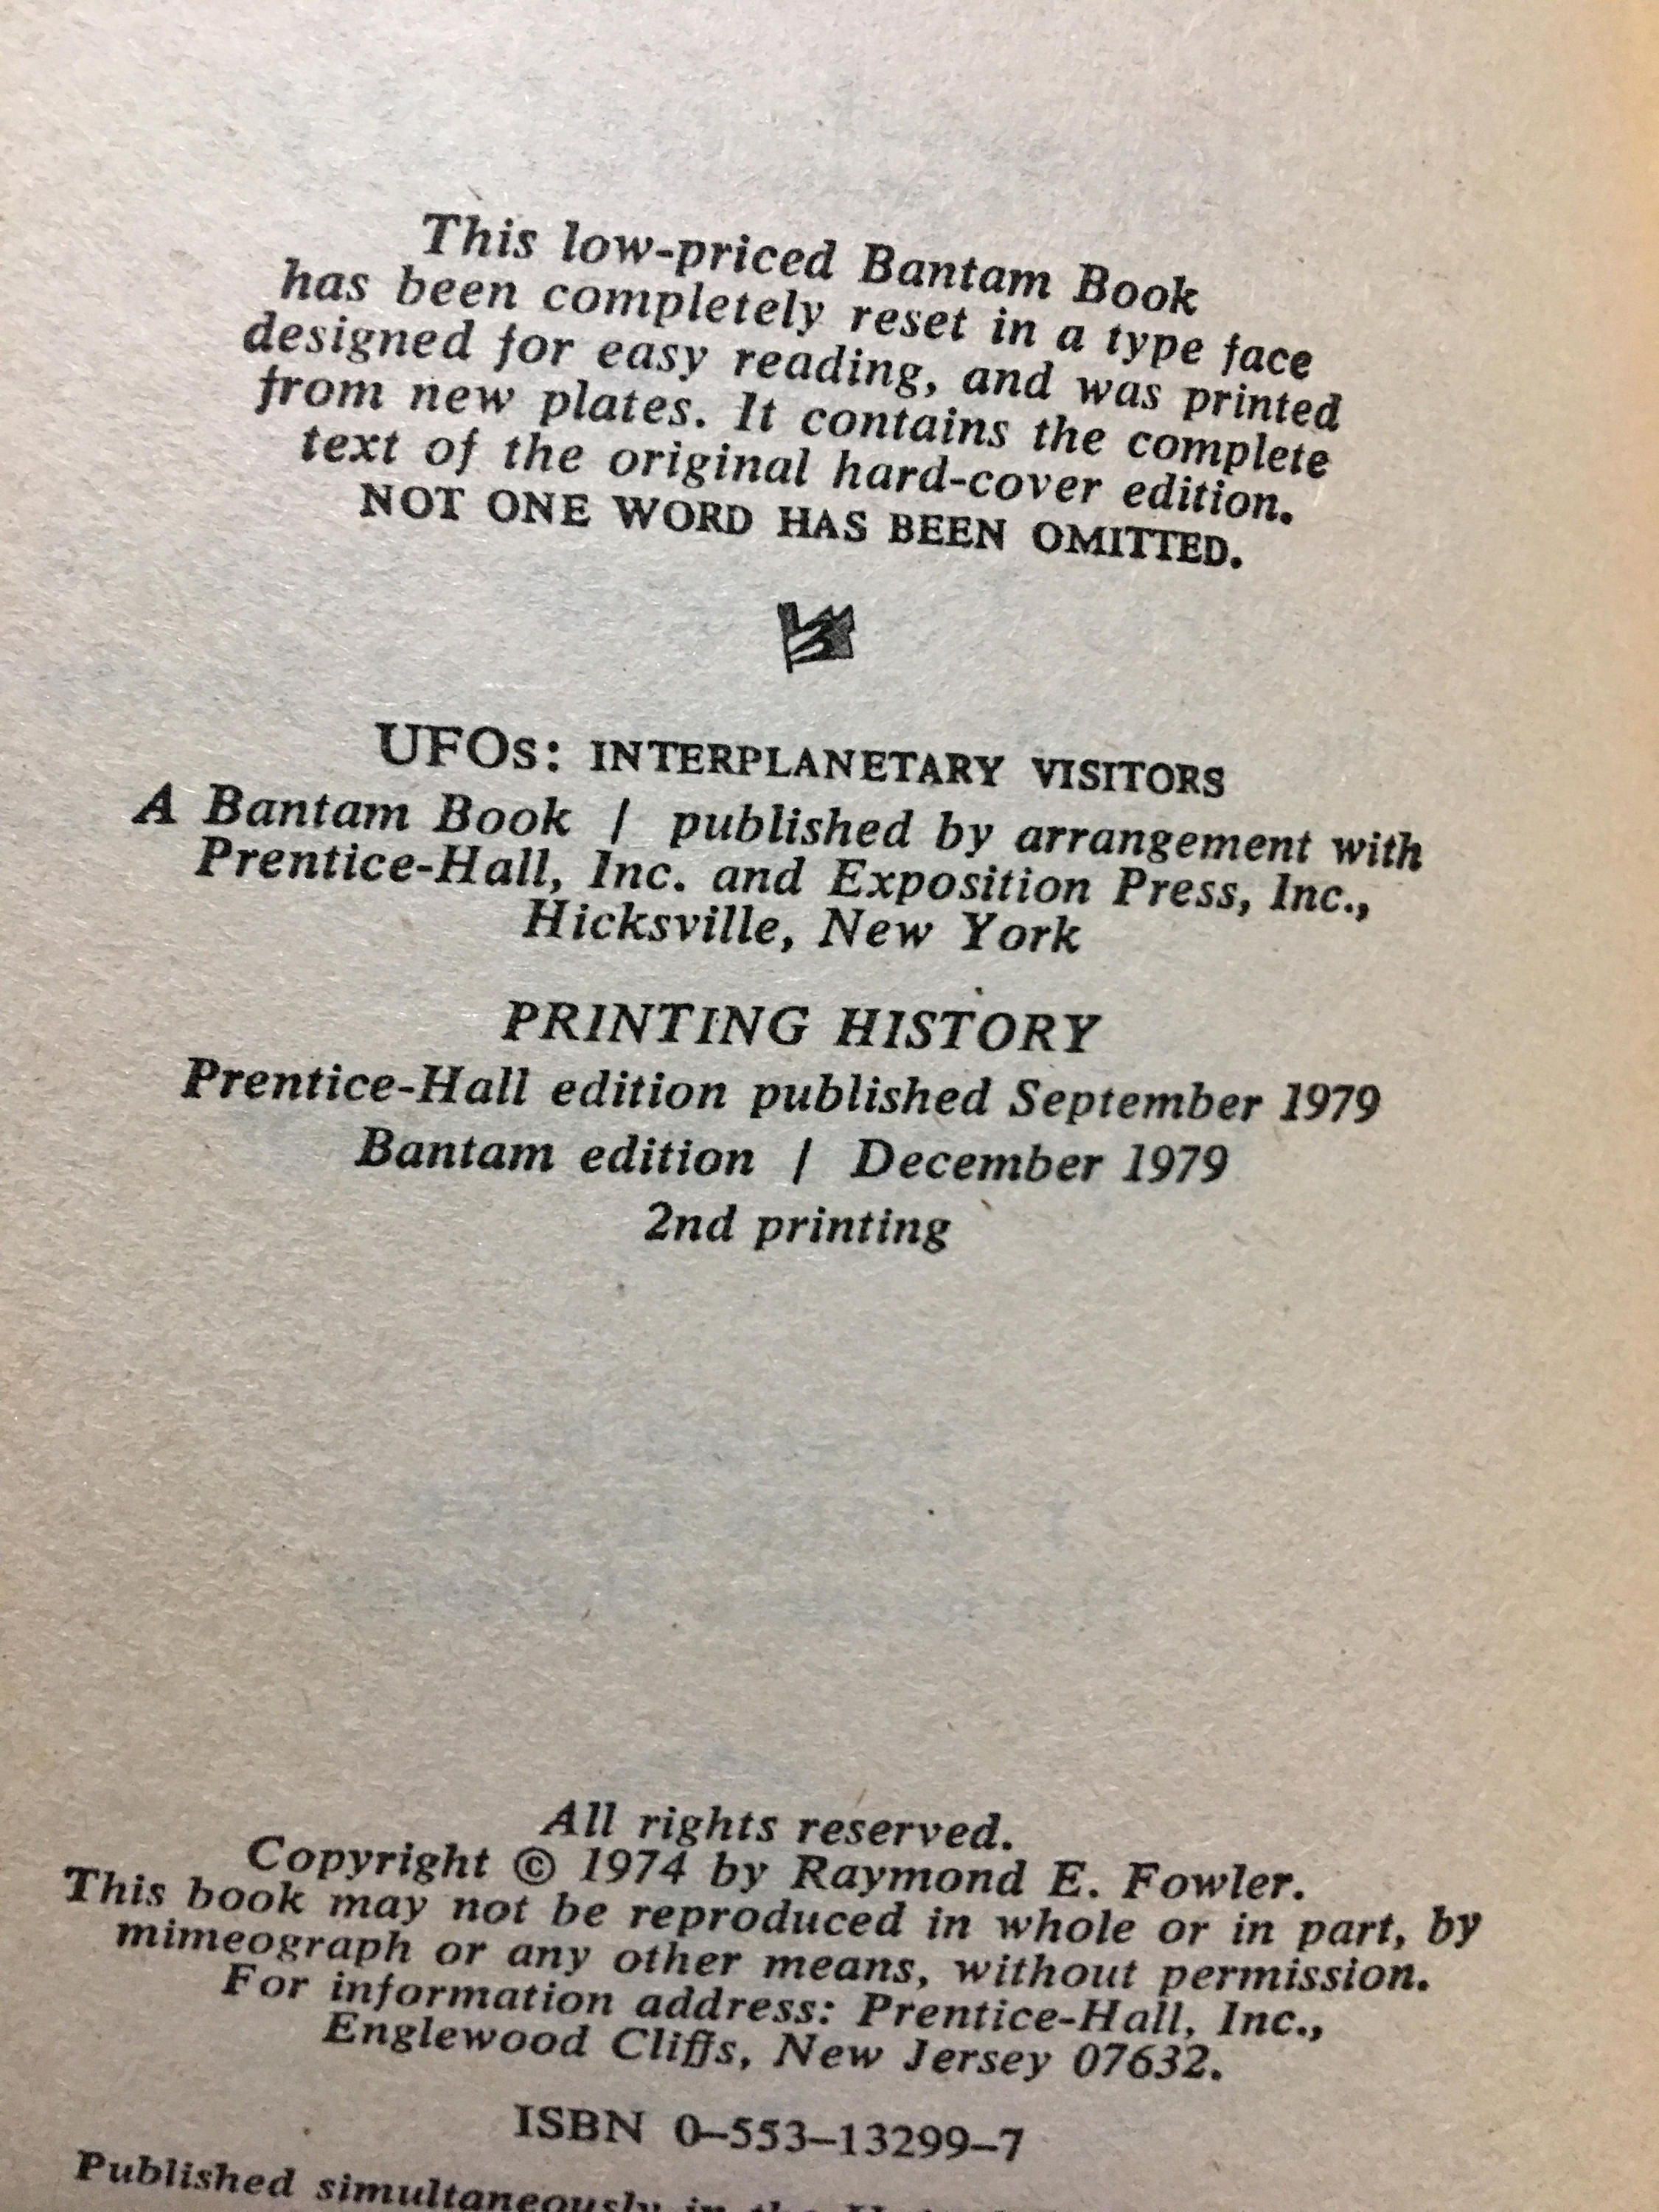 This low-priced Bantam Book
has been completely reset in a type face
designed for easy reading, and was printed
from new plates. It contains the complete
text of the original hard-cover edition.
NOT ONE WORD HAS BEEN OMITTED.
UFOs: INTERPLANETARY VISITORS
A Bantam Book / published by arrangement with
Prentice-Hall, Inc. and Exposition Press, Inc.,
Hicksville, New York
PRINTING HISTORY
Prentice-Hall edition published September 1979
Bantam edition / December 1979
2nd printing
All rights reserved.
Copyright © 1974 by Raymond E. Fowler.
This book may not be reproduced in whole or in part, by
mimeograph or any other means, without permission.
For information address: Prentice-Hall, Inc.,
Englewood Cliffs, New Jersey 07632.
ISBN 0–553–13299–7
Published simultaneously in the